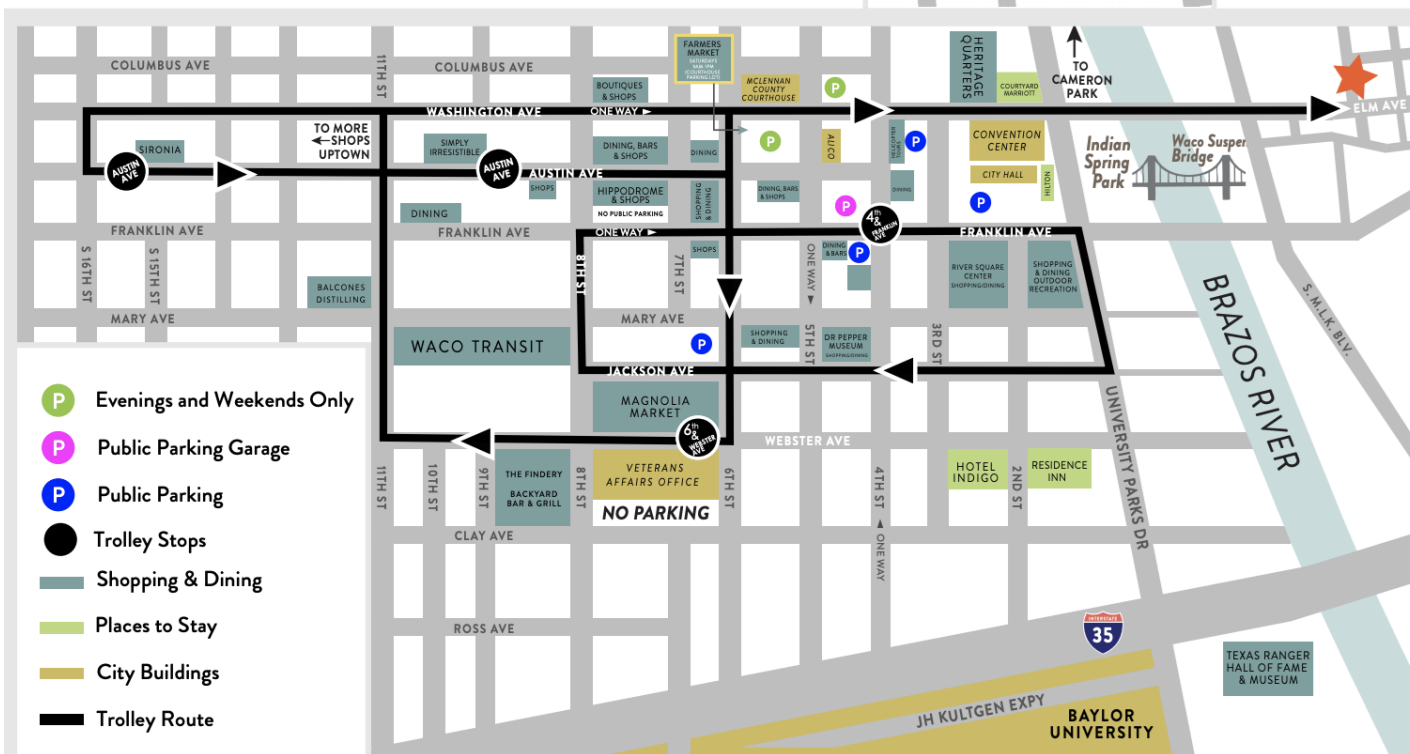 TO
CAMERON
PARK
FARMERS
MARKET
SATURDAYS
9AM-1PM
(COURTHOUSE
PARKING LOT)
HERITAGE
QUARTERS
11TH ST
COLUMBUS AVE
COLUMBUS AVE
BOUTIQUES
& SHOPS
MCLENNAN
COUNTY
COURTHOUSE
P
COURTYARD
MARRIOTT
WASHINGTON AVE
ONE WAY
ELM AVE
TO MORE
SHOPS
UPTOWN
SIRONIA
SIMPLY
IRRESISTIBLE
DINING, BARS
& SHOPS
DINING
P
ALICO
P
CONVENTION
CENTER
Indian
Spring
Park
Waco Suspen
Bridge
AUSTIN
AVE
AUSTIN
AVE
AUSTIN AVE
SHOPS
HIPPODROME
& SHOPS
NO PUBLIC PARKING
SHOPPING
& DINING
DINING, BARS
& SHOPS
DINING
CITY HALL
HILTON
DINING
P
P
4th
&
FRANKLIN
AVE
FRANKLIN AVE
FRANKLIN AVE
ONE WAY
FRANKLIN AVE
S 16TH ST
S 15TH ST
8TH ST
7TH ST
SHOPS
ONE WAY
DINING
& BARS
P
RIVER SQUARE
CENTER
SHOPPING/DINING
SHOPPING
& DINING
OUTDOOR
RECREATION
BALCONES
DISTILLING
BRAZOS RIVER
S. M.L.K. BLVD.
MARY AVE
MARY AVE
WACO TRANSIT
P
SHOPPING
& DINING
5TH ST
DR PEPPER
MUSEUM
SHOPPING/DINING
3RD ST
JACKSON AVE
MAGNOLIA
MARKET
6th
&
WEBSTER
AVE
WEBSTER AVE
UNIVERSITY PARKS DR
11TH ST
10TH ST
9TH ST
THE FINDERY
BACKYARD
BAR & GRILL
8TH ST
VETERANS
AFFAIRS OFFICE
NO PARKING
6TH ST
4TH ST
ONE WAY
HOTEL
INDIGO
2ND ST
RESIDENCE
INN
CLAY AVE
ROSS AVE
INTERSTATE
35
TEXAS RANGER
HALL OF FAME
& MUSEUM
JH KULTGEN EXPY
BAYLOR
UNIVERSITY
P Evenings and Weekends Only
P Public Parking Garage
P Public Parking
Trolley Stops
Shopping & Dining
Places to Stay
City Buildings
Trolley Route